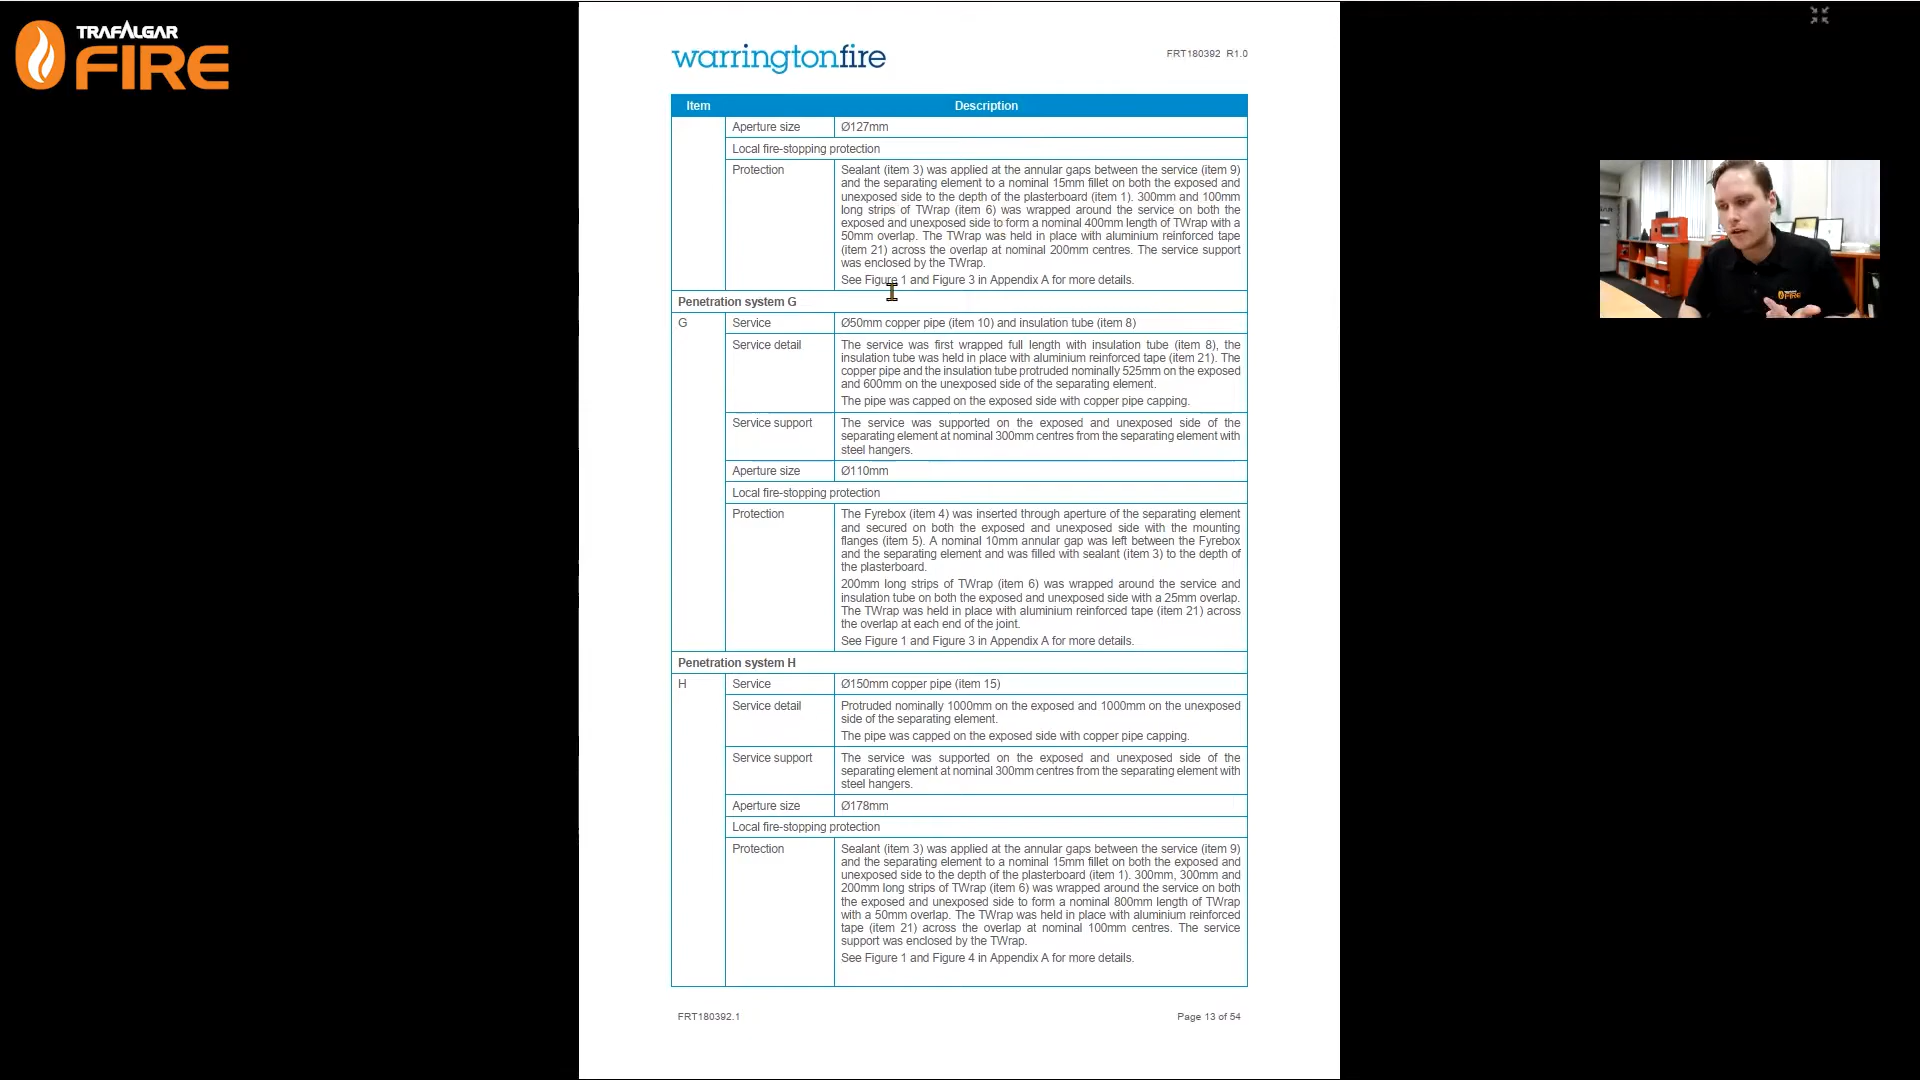 TRAFALGAR
FIRE
warringtonfire
FRT180392 R1.0
Item Description
Aperture size Ø127mm
Local fire-stopping protection
Protection Sealant (item 3) was applied at the annular gaps between the service (item 9)
and the separating element to a nominal 15mm fillet on both the exposed and
unexposed side to the depth of the plasterboard (item 1). 300mm and 100mm
long strips of TWrap (item 6) was wrapped around the service on both the
exposed and unexposed side to form a nominal 400mm length of TWrap with a
50mm overlap. The TWrap was held in place with aluminium reinforced tape
(item 21) across the overlap at nominal 200mm centres. The service support
was enclosed by the TWrap.
See Figure 1 and Figure 3 in Appendix A for more details.
Penetration system G
G Service Ø50mm copper pipe (item 10) and insulation tube (item 8)
Service detail The service was first wrapped full length with insulation tube (item 8), the
insulation tube was held in place with aluminium reinforced tape (item 21). The
copper pipe and the insulation tube protruded nominally 525mm on the exposed
and 600mm on the unexposed side of the separating element.
The pipe was capped on the exposed side with copper pipe capping.
Service support The service was supported on the exposed and unexposed side of the
separating element at nominal 300mm centres from the separating element with
steel hangers.
Aperture size Ø110mm
Local fire-stopping protection
Protection The Fyrebox (item 4) was inserted through aperture of the separating element
and secured on both the exposed and unexposed side with the mounting
flanges (item 5). A nominal 10mm annular gap was left between the Fyrebox
and the separating element and was filled with sealant (item 3) to the depth of
the plasterboard.
200mm long strips of TWrap (item 6) was wrapped around the service and
insulation tube on both the exposed and unexposed side with a 25mm overlap.
The TWrap was held in place with aluminium reinforced tape (item 21) across
the overlap at each end of the joint.
See Figure 1 and Figure 3 in Appendix A for more details.
Penetration system H
H Service Ø150mm copper pipe (item 15)
Service detail Protruded nominally 1000mm on the exposed and 1000mm on the unexposed
side of the separating element.
The pipe was capped on the exposed side with copper pipe capping.
Service support The service was supported on the exposed and unexposed side of the
separating element at nominal 300mm centres from the separating element with
steel hangers.
Aperture size Ø178mm
Local fire-stopping protection
Protection Sealant (item 3) was applied at the annular gaps between the service (item 9)
and the separating element to a nominal 15mm fillet on both the exposed and
unexposed side to the depth of the plasterboard (item 1). 300mm, 300mm and
200mm long strips of TWrap (item 6) was wrapped around the service on both
the exposed and unexposed side to form a nominal 800mm length of TWrap
with a 50mm overlap. The TWrap was held in place with aluminium reinforced
tape (item 21) across the overlap at nominal 100mm centres. The service
support was enclosed by the TWrap.
See Figure 1 and Figure 4 in Appendix A for more details.
FRT180392.1 Page 13 of 54
FIRE